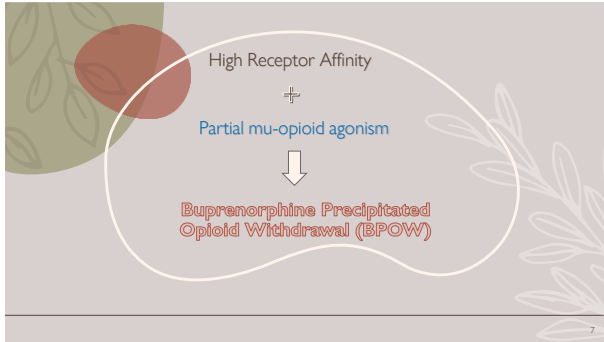 High Receptor Affinity
+
Partial mu-opioid agonism
Buprenorphine Precipitated
Opioid Withdrawal (BPOW)
7